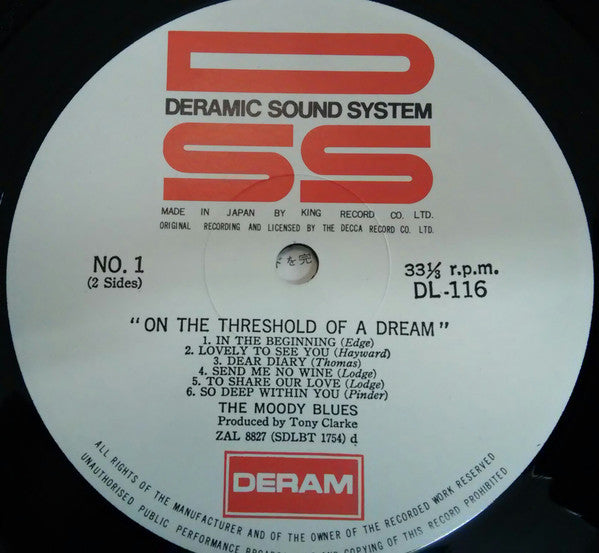 D
DERAMIC SOUND SYSTEM
SS
MADE IN JAPAN BY KING RECORD CO. LTD.
ORIGINAL RECORDING AND LICENSED BY THE DECCA RECORD CO. LTD.
を完
NO. 1
(2 Sides)
33⅓ r.p.m.
DL-116
"ON THE THRESHOLD OF A DREAM"
1. IN THE BEGINNING (Edge)
2. LOVELY TO SEE YOU (Hayward)
3. DEAR DIARY (Thomas)
4. SEND ME NO WINE (Lodge)
5. TO SHARE OUR LOVE (Lodge)
6. SO DEEP WITHIN YOU (Pinder)
THE MOODY BLUES
Produced by Tony Clarke
ZAL 8827 (SDLBT 1754) d
DERAM
ALL RIGHTS OF THE MANUFACTURER AND OF THE OWNER OF THE RECORDED WORK RESERVED
UNAUTHORISED PUBLIC PERFORMANCE AND COPYING OF THIS RECORD PROHIBITED